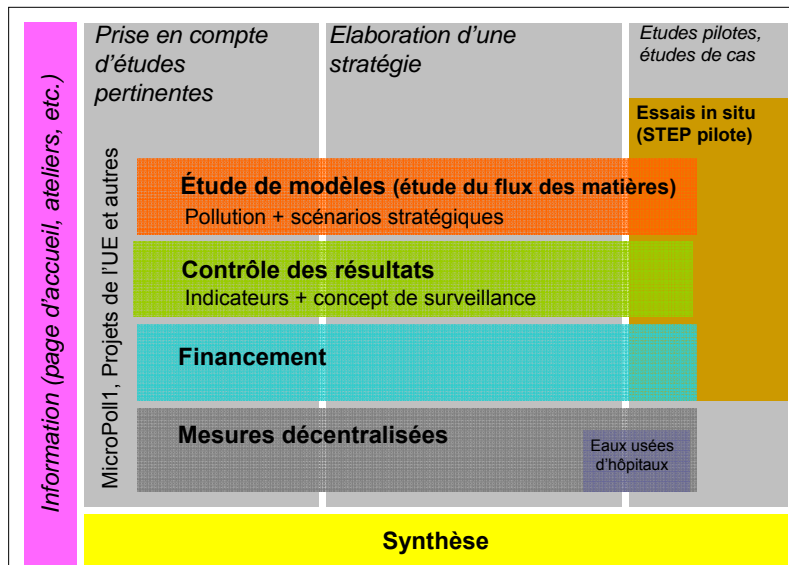 Information (page d'accueil, ateliers, etc.)
Prise en compte
d'études
pertinentes
Elaboration d'une
stratégie
Etudes pilotes,
études de cas
MicroPoll1, Projets de l'UE et autres
Essais in situ
(STEP pilote)
Étude de modèles (étude du flux des matières)
Pollution + scénarios stratégiques
Contrôle des résultats
Indicateurs + concept de surveillance
Financement
Mesures décentralisées
Eaux usées
d'hôpitaux
Synthèse